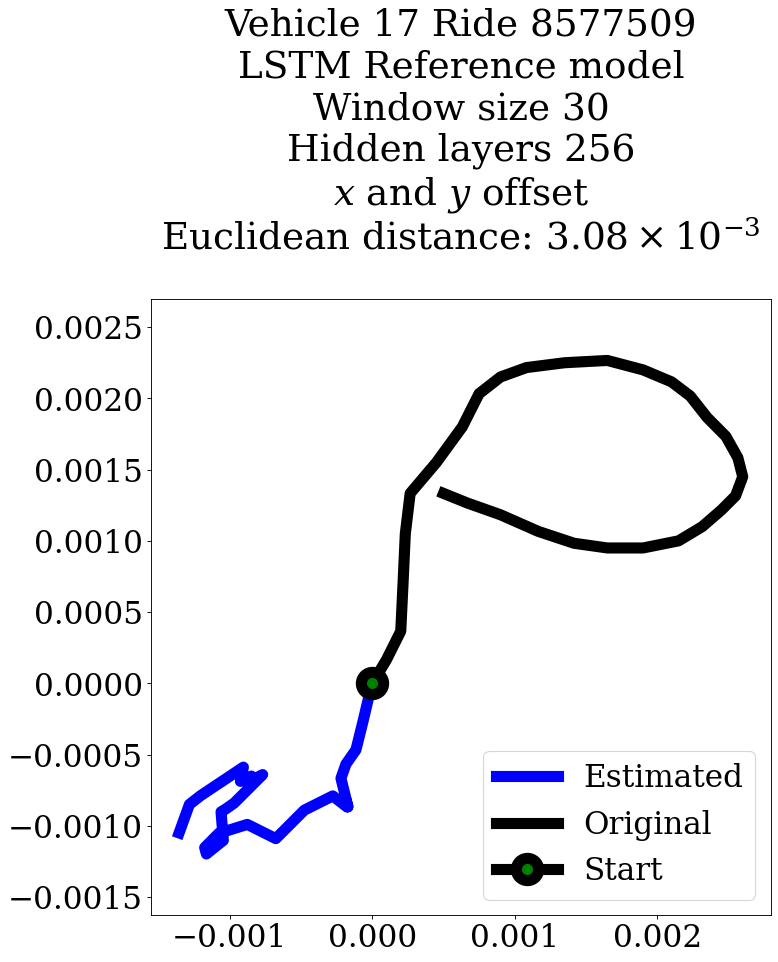 Vehicle 17 Ride 8577509
LSTM Reference model
Window size 30
Hidden layers 256
x and y offset
Euclidean distance: 3.08 × 10⁻³
0.0025
0.0020
0.0015
0.0010
0.0005
0.0000
−0.0005
−0.0010
−0.0015
Estimated
Original
Start
−0.001 0.000 0.001 0.002